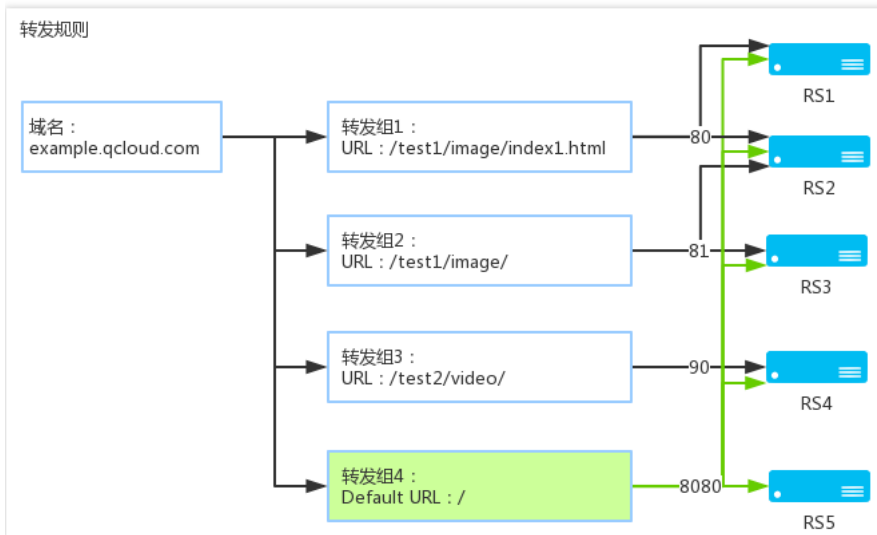 转发规则
域名：
example.qcloud.com
转发组1：
URL：/test1/image/index1.html
80
RS1
RS2
转发组2：
URL：/test1/image/
81
RS3
转发组3：
URL：/test2/video/
90
RS4
转发组4：
Default URL：/
8080
RS5